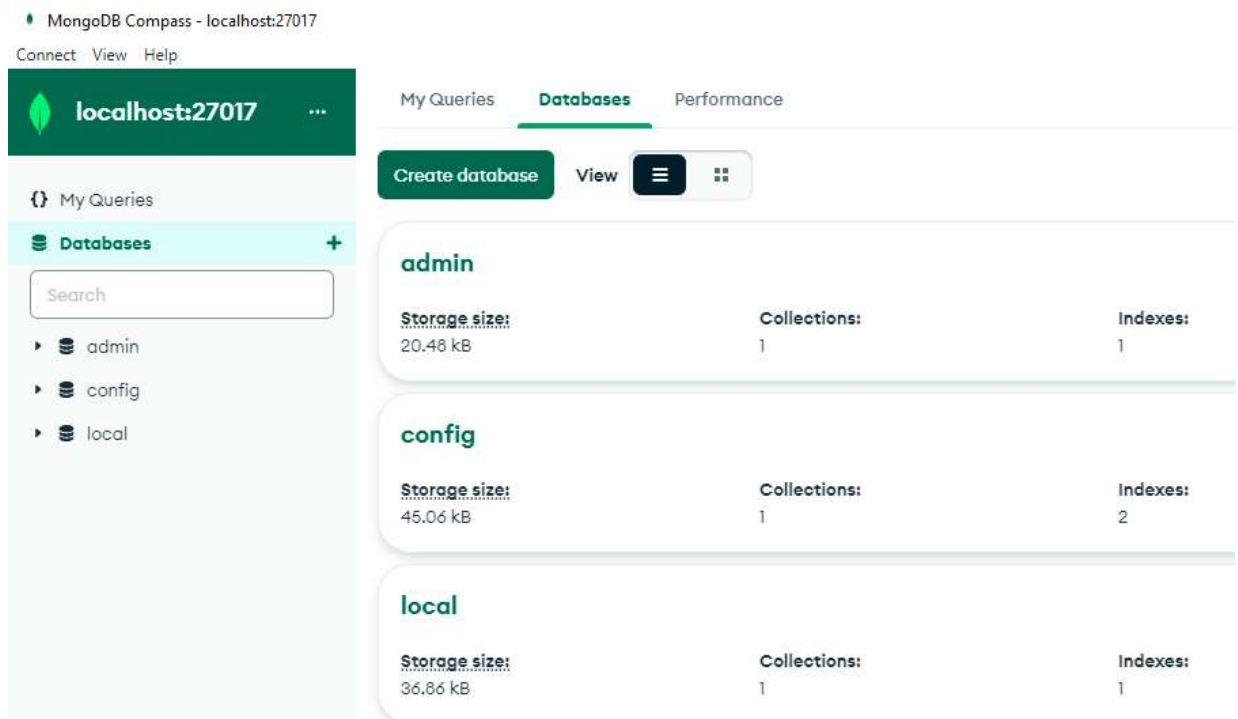 MongoDB Compass - localhost:27017
Connect View Help
localhost:27017 ...
{} My Queries
Databases +
Search
admin
config
local
My Queries Databases Performance
Create database View
admin
Storage size: Collections: Indexes:
20.48 kB 1 1
config
Storage size: Collections: Indexes:
45.06 kB 1 2
local
Storage size: Collections: Indexes:
36.86 kB 1 1